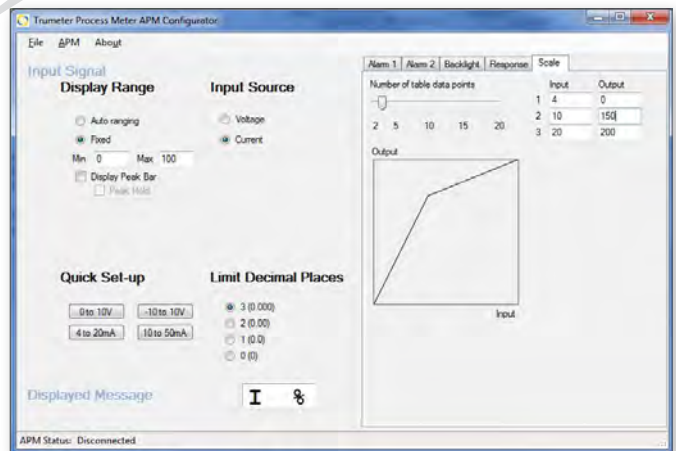 Trumeter Process Meter APM Configurator
File APM About
Input Signal
Display Range
Auto ranging
Fixed
Min 0 Max 100
Display Peak Bar
Peak Hold
Input Source
Voltage
Current
Quick Set-up
0 to 10V -10 to 10V
4 to 20mA 10 to 50mA
Limit Decimal Places
3 (0.000)
2 (0.00)
1 (0.0)
0 (0)
Displayed Message
I %
Alarm 1 Alarm 2 Backlight Response Scale
Number of table data points
2 5 10 15 20
Input Output
1 4 0
2 10 150
3 20 200
Output
Input
APM Status: Disconnected